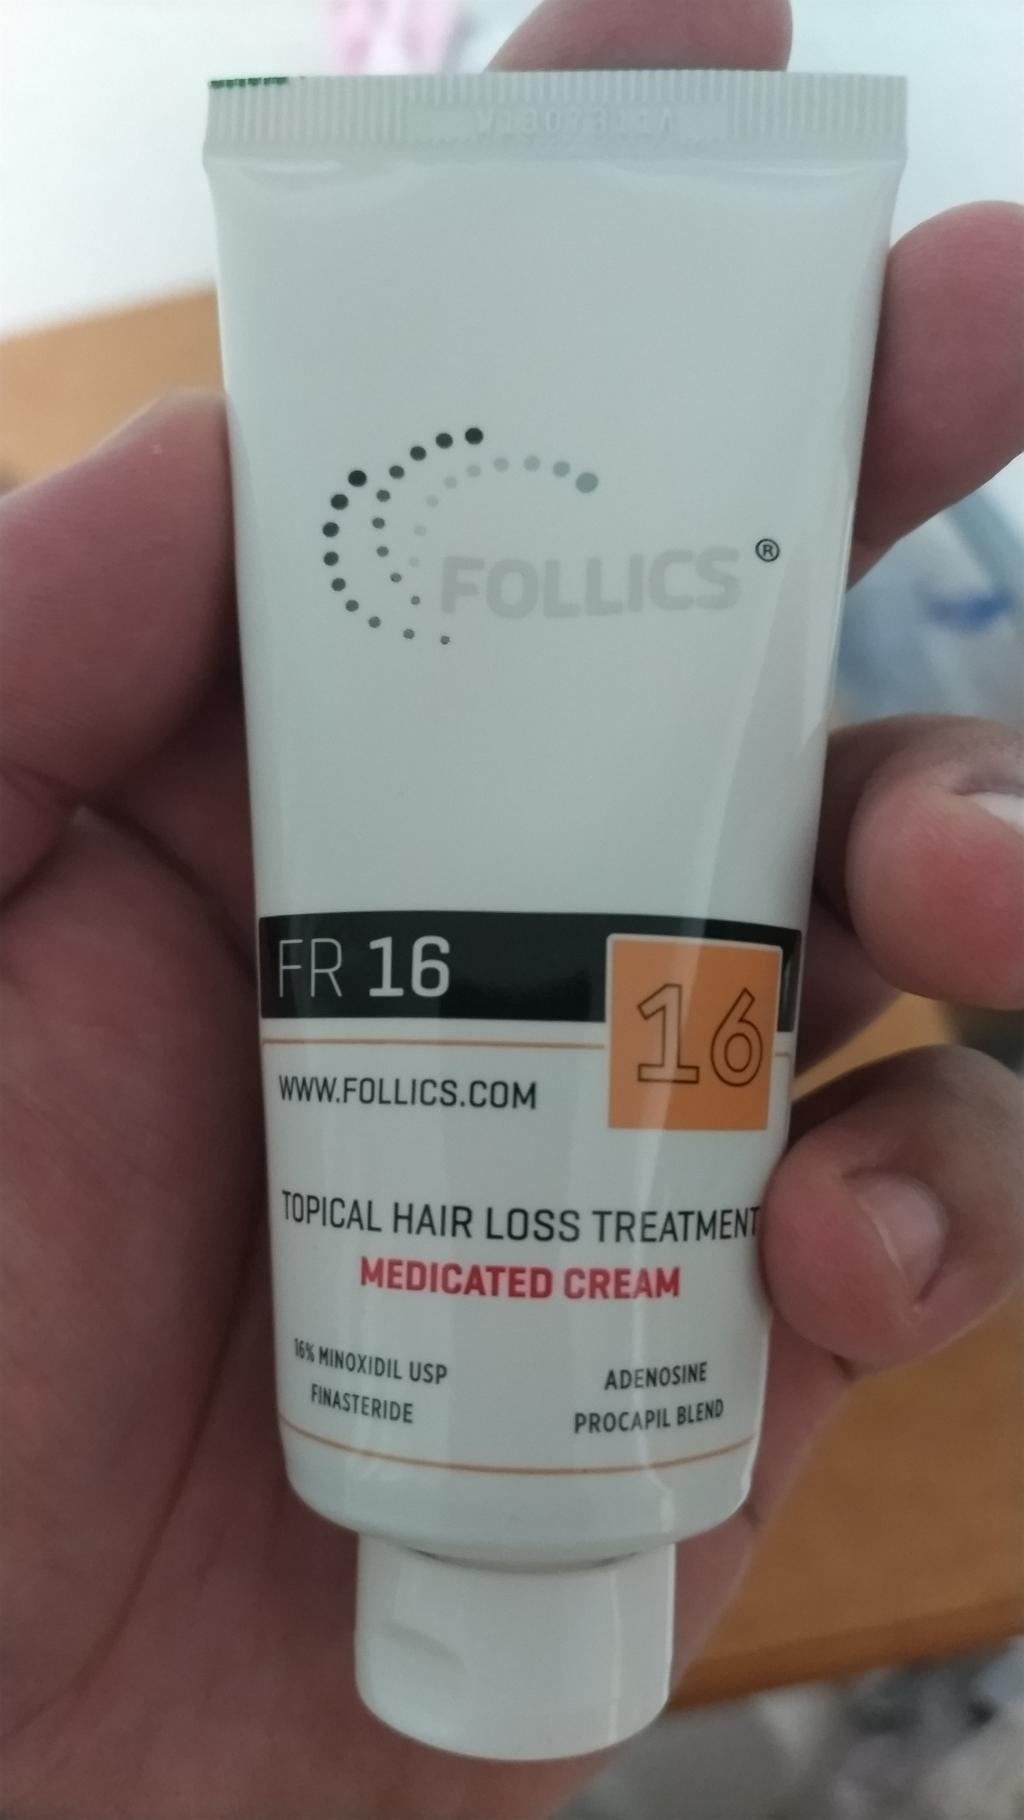 FOLLICS ®
FR 16
16
WWW.FOLLICS.COM
TOPICAL HAIR LOSS TREATMENT
MEDICATED CREAM
16% MINOXIDIL USP
FINASTERIDE
ADENOSINE
PROCAPIL BLEND